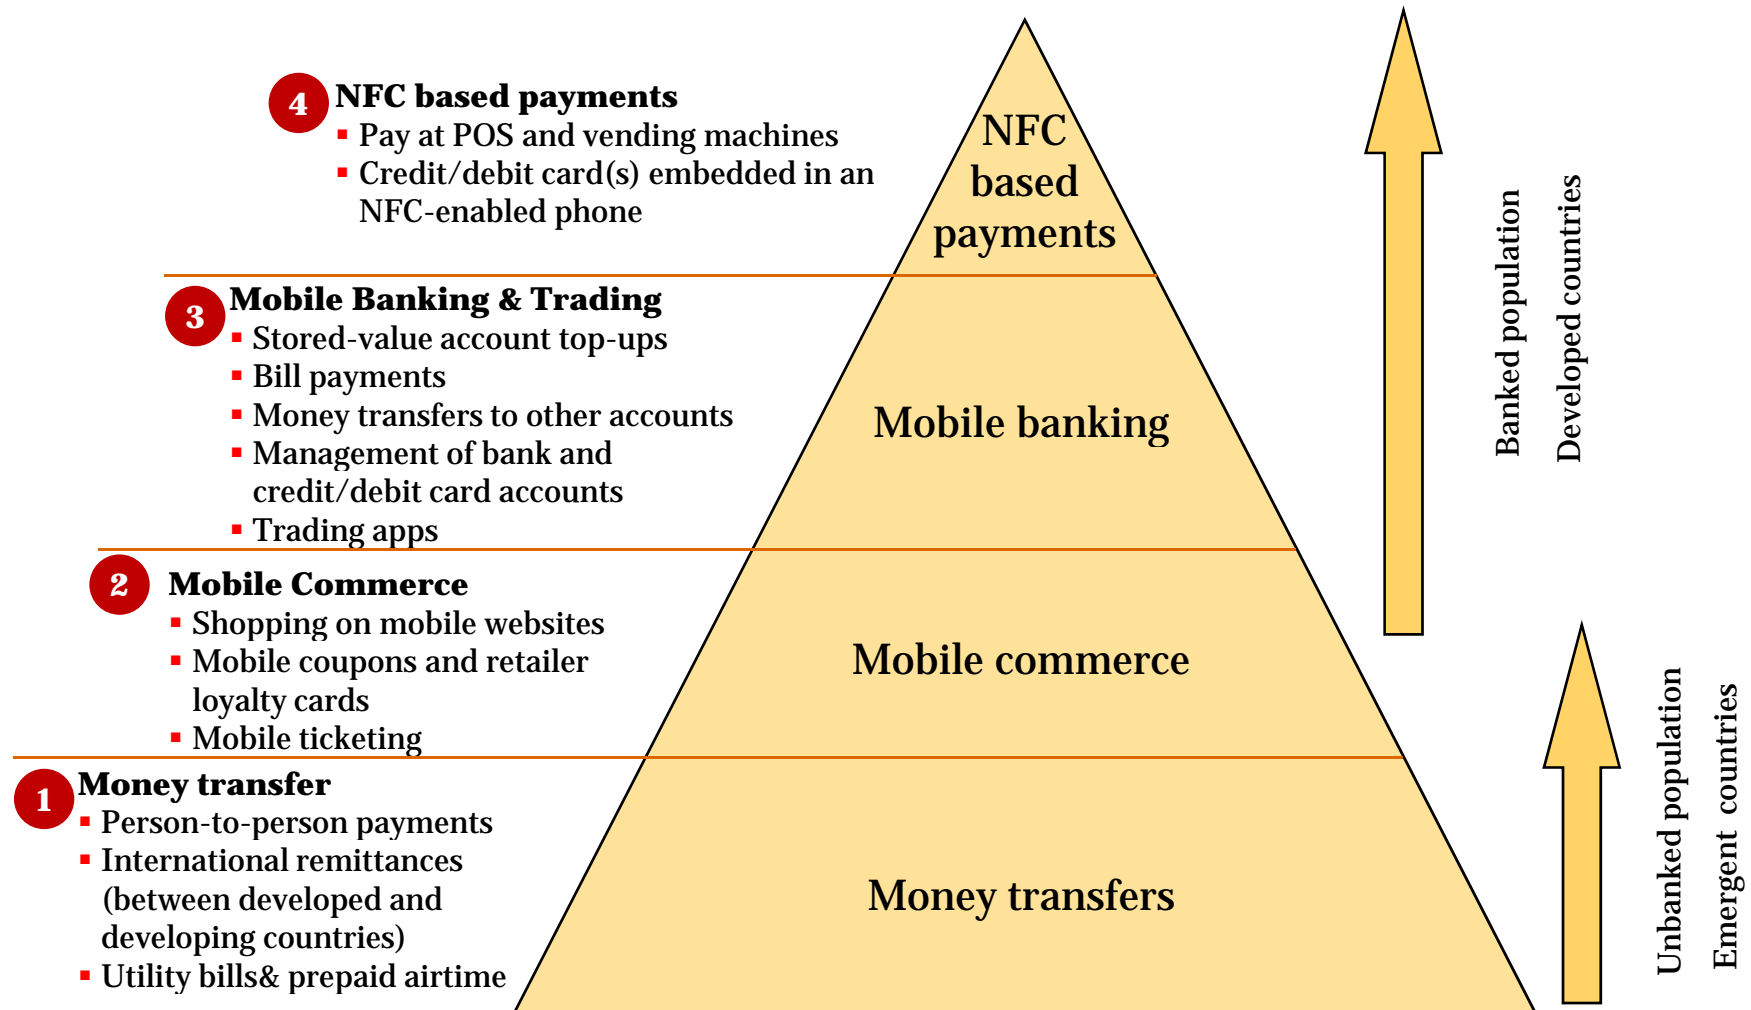 4
NFC based payments
Pay at POS and vending machines
Credit/debit card(s) embedded in an
NFC-enabled phone
3
Mobile Banking & Trading
Stored-value account top-ups
Bill payments
Money transfers to other accounts
Management of bank and
credit/debit card accounts
Trading apps
2
Mobile Commerce
Shopping on mobile websites
Mobile coupons and retailer
loyalty cards
Mobile ticketing
1
Money transfer
Person-to-person payments
International remittances
(between developed and
developing countries)
Utility bills& prepaid airtime
NFC
based
payments
Mobile banking
Mobile commerce
Money transfers
Banked population
Developed countries
Unbanked population
Emergent countries